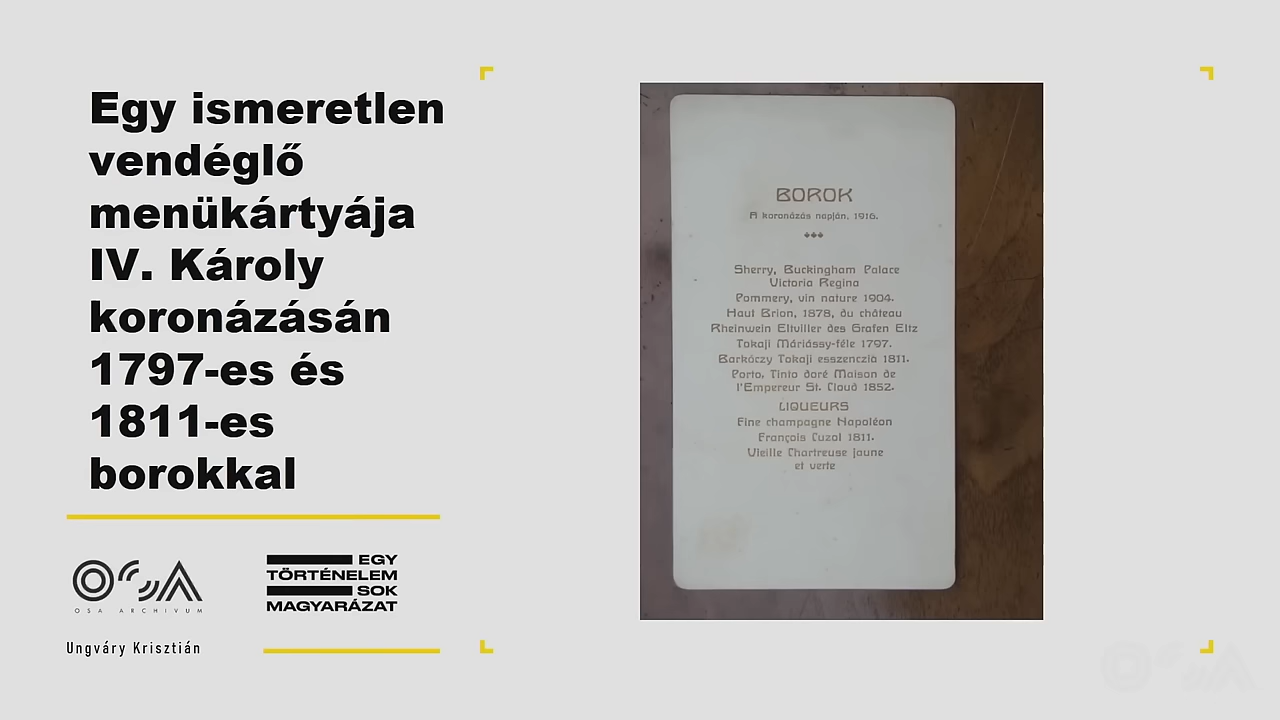 Egy ismeretlen
vendéglő
menükártyája
IV. Károly
koronázásán
1797-es és
1811-es
borokkal
OSA ARCHIVUM
EGY
TÖRTÉNELEM
SOK
MAGYARÁZAT
Ungváry Krisztián
BOROK
A koronázás napján, 1916.
Sherry, Buckingham Palace
Victoria Regina
Pommery, vin nature 1904.
Haut Brion, 1878, du château
Rheinwein Eltviller des Grafen Eltz
Tokaji Máriássy-féle 1797.
Barkóczy Tokaji esszenczia 1811.
Porto, Tinto doré Maison de
l'Empereur St. Cloud 1852.
LIQUEURS
Fine champagne Napoléon
François Luzol 1811.
Vieille Chartreuse jaune
et verte